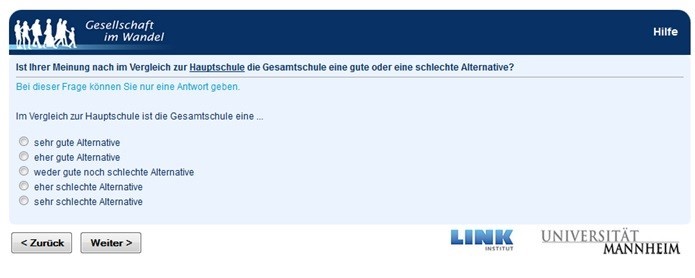 Gesellschaft
im Wandel
Hilfe
Ist Ihrer Meinung nach im Vergleich zur Hauptschule die Gesamtschule eine gute oder eine schlechte Alternative?
Bei dieser Frage können Sie nur eine Antwort geben.
Im Vergleich zur Hauptschule ist die Gesamtschule eine ...
sehr gute Alternative
eher gute Alternative
weder gute noch schlechte Alternative
eher schlechte Alternative
sehr schlechte Alternative
< Zurück Weiter >
LINK
INSTITUT
UNIVERSITÄT
MANNHEIM